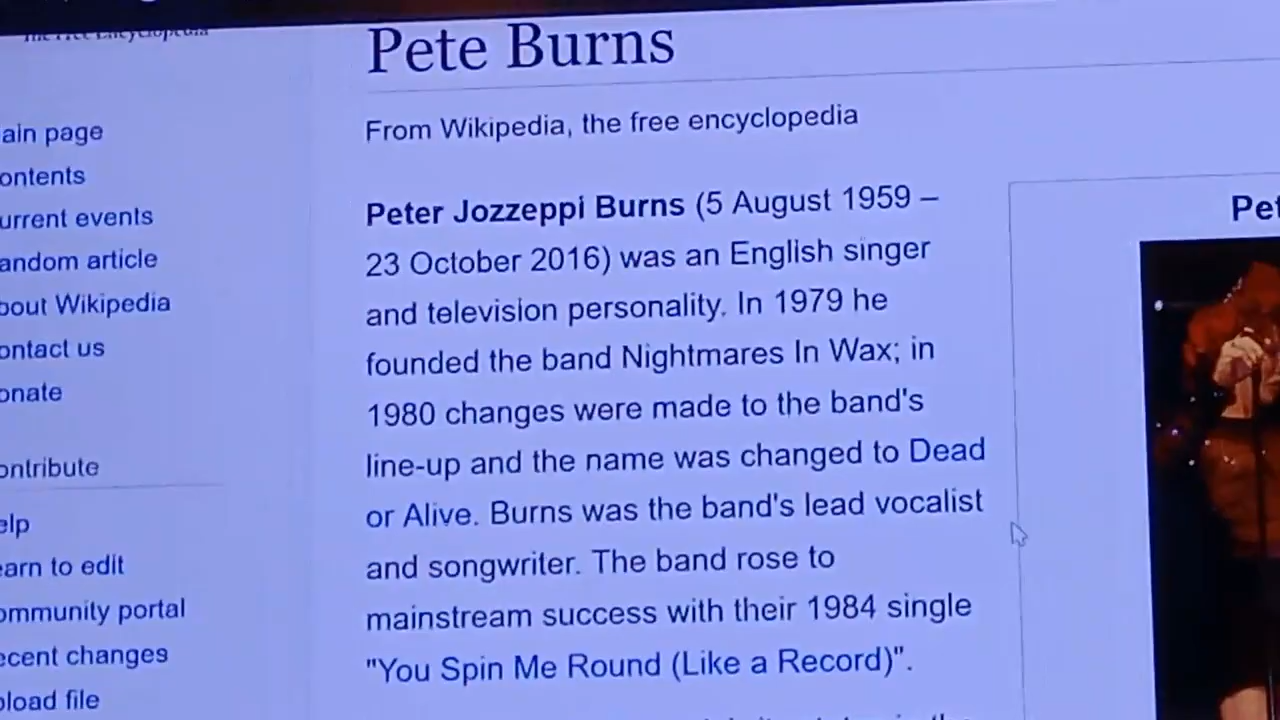 The Free Encyclopedia
Pete Burns
From Wikipedia, the free encyclopedia
ain page
ontents
urrent events
andom article
bout Wikipedia
ontact us
onate
ontribute
elp
earn to edit
ommunity portal
ecent changes
pload file
Peter Jozzeppi Burns (5 August 1959 –
23 October 2016) was an English singer
and television personality. In 1979 he
founded the band Nightmares In Wax; in
1980 changes were made to the band's
line-up and the name was changed to Dead
or Alive. Burns was the band's lead vocalist
and songwriter. The band rose to
mainstream success with their 1984 single
"You Spin Me Round (Like a Record)".
Pet